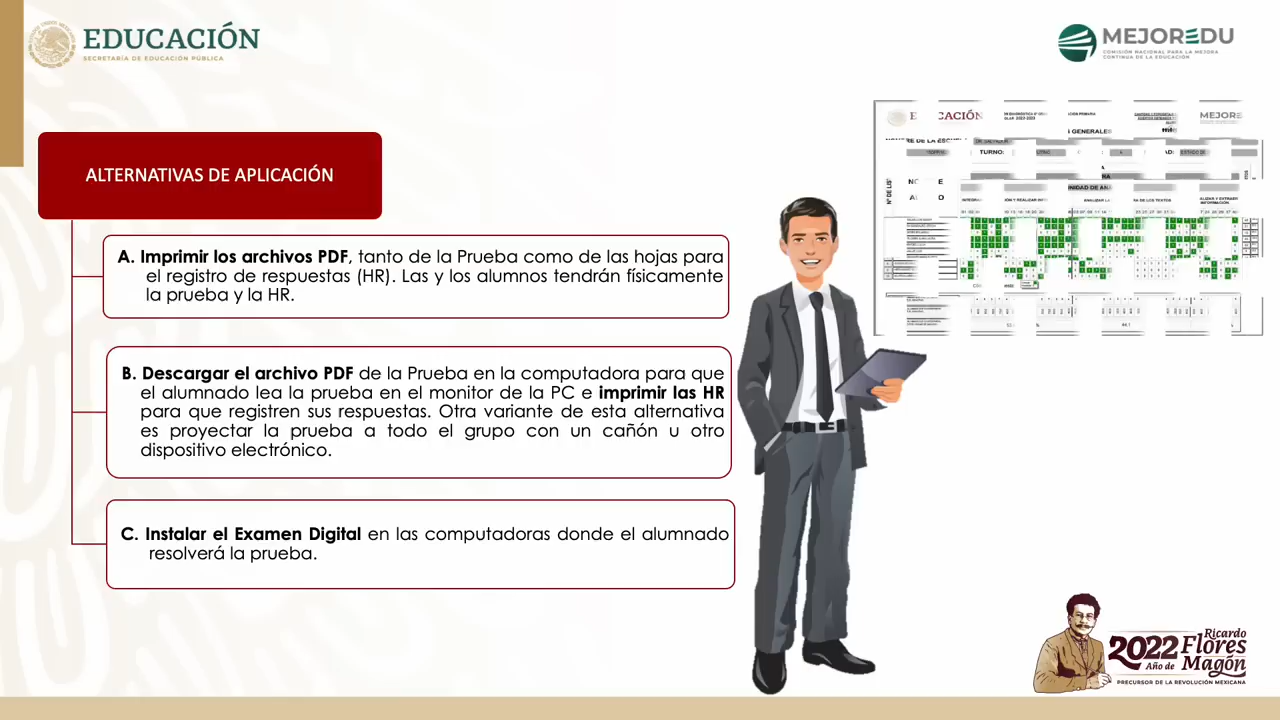 EDUCACIÓN
SECRETARÍA DE EDUCACIÓN PÚBLICA
MEJOREDU
COMISIÓN NACIONAL PARA LA MEJORA
CONTINUA DE LA EDUCACIÓN
ALTERNATIVAS DE APLICACIÓN
A. Imprimir los archivos PDF, tanto de la Prueba como de las hojas para
el registro de respuestas (HR). Las y los alumnos tendrán físicamente
la prueba y la HR.
B. Descargar el archivo PDF de la Prueba en la computadora para que
el alumnado lea la prueba en el monitor de la PC e imprimir las HR
para que registren sus respuestas. Otra variante de esta alternativa
es proyectar la prueba a todo el grupo con un cañón u otro
dispositivo electrónico.
C. Instalar el Examen Digital en las computadoras donde el alumnado
resolverá la prueba.
TURNO:
2022 Ricardo
Flores
Año de Magón
PRECURSOR DE LA REVOLUCIÓN MEXICANA